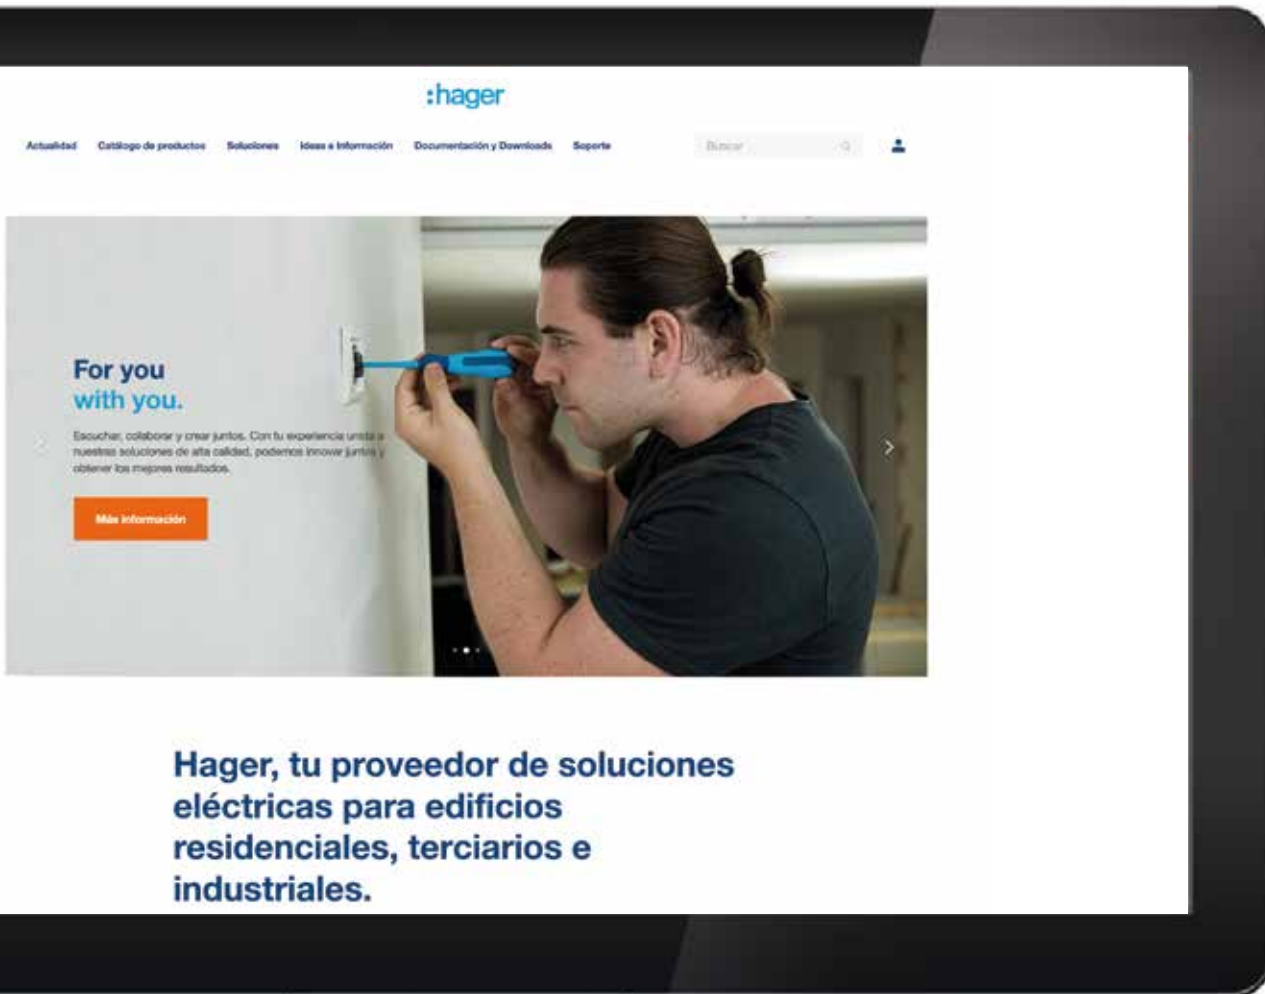 :hager
Actualidad Catálogo de productos Soluciones Ideas e Información Documentación y Downloads Soporte Buscar
For you
with you.
Escuchar, colaborar y crear juntos. Con tu experiencia unida a
nuestras soluciones de alta calidad, podemos innovar juntos y
obtener los mejores resultados.
Más información
Hager, tu proveedor de soluciones
eléctricas para edificios
residenciales, terciarios e
industriales.